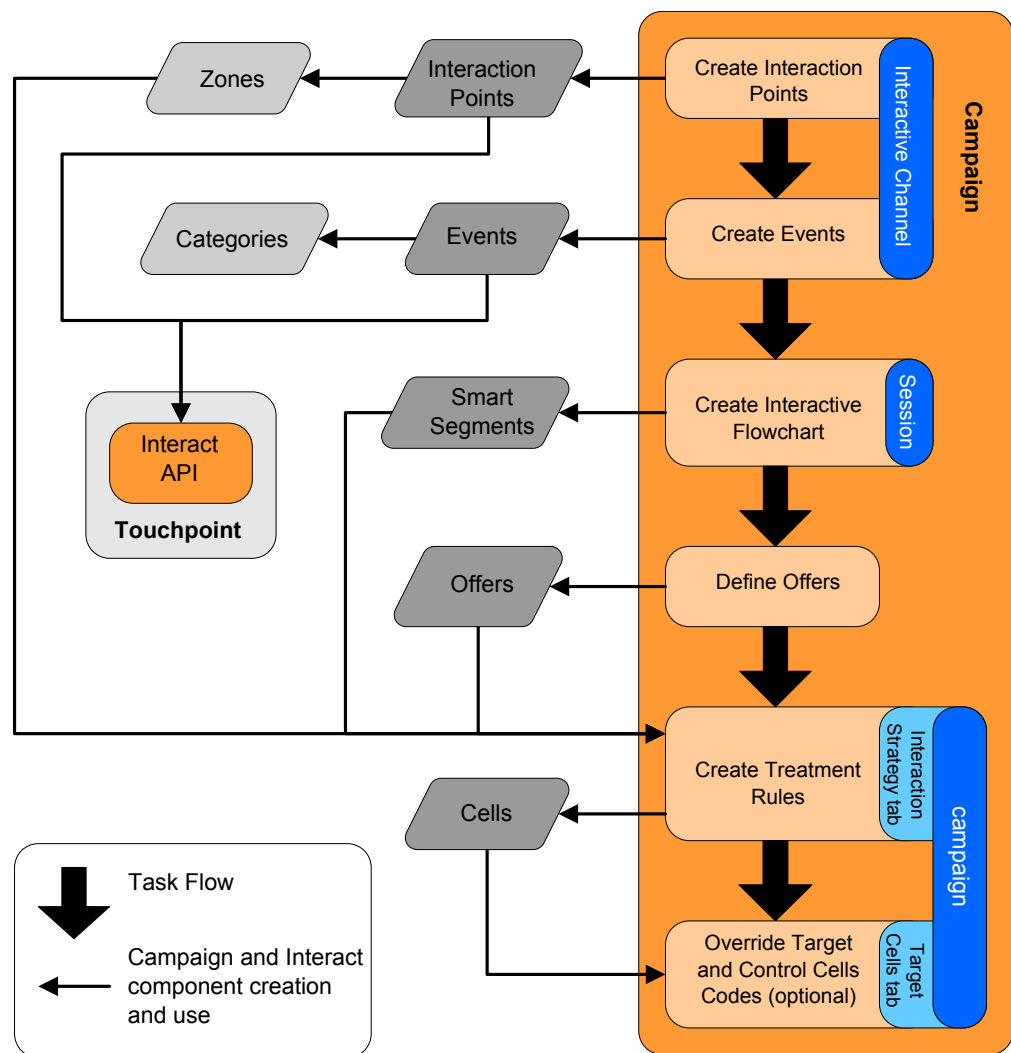 Zones
Interaction
Points
Create Interaction
Points
Interactive Channel
Campaign
Categories
Events
Create Events
Smart
Segments
Create Interactive
Flowchart
Session
Interact
API
Touchpoint
Offers
Define Offers
Create Treatment
Rules
Interaction
Strategy tab
campaign
Cells
Override Target
and Control Cells
Codes (optional)
Target
Cells tab
Task Flow
Campaign and Interact
component creation
and use